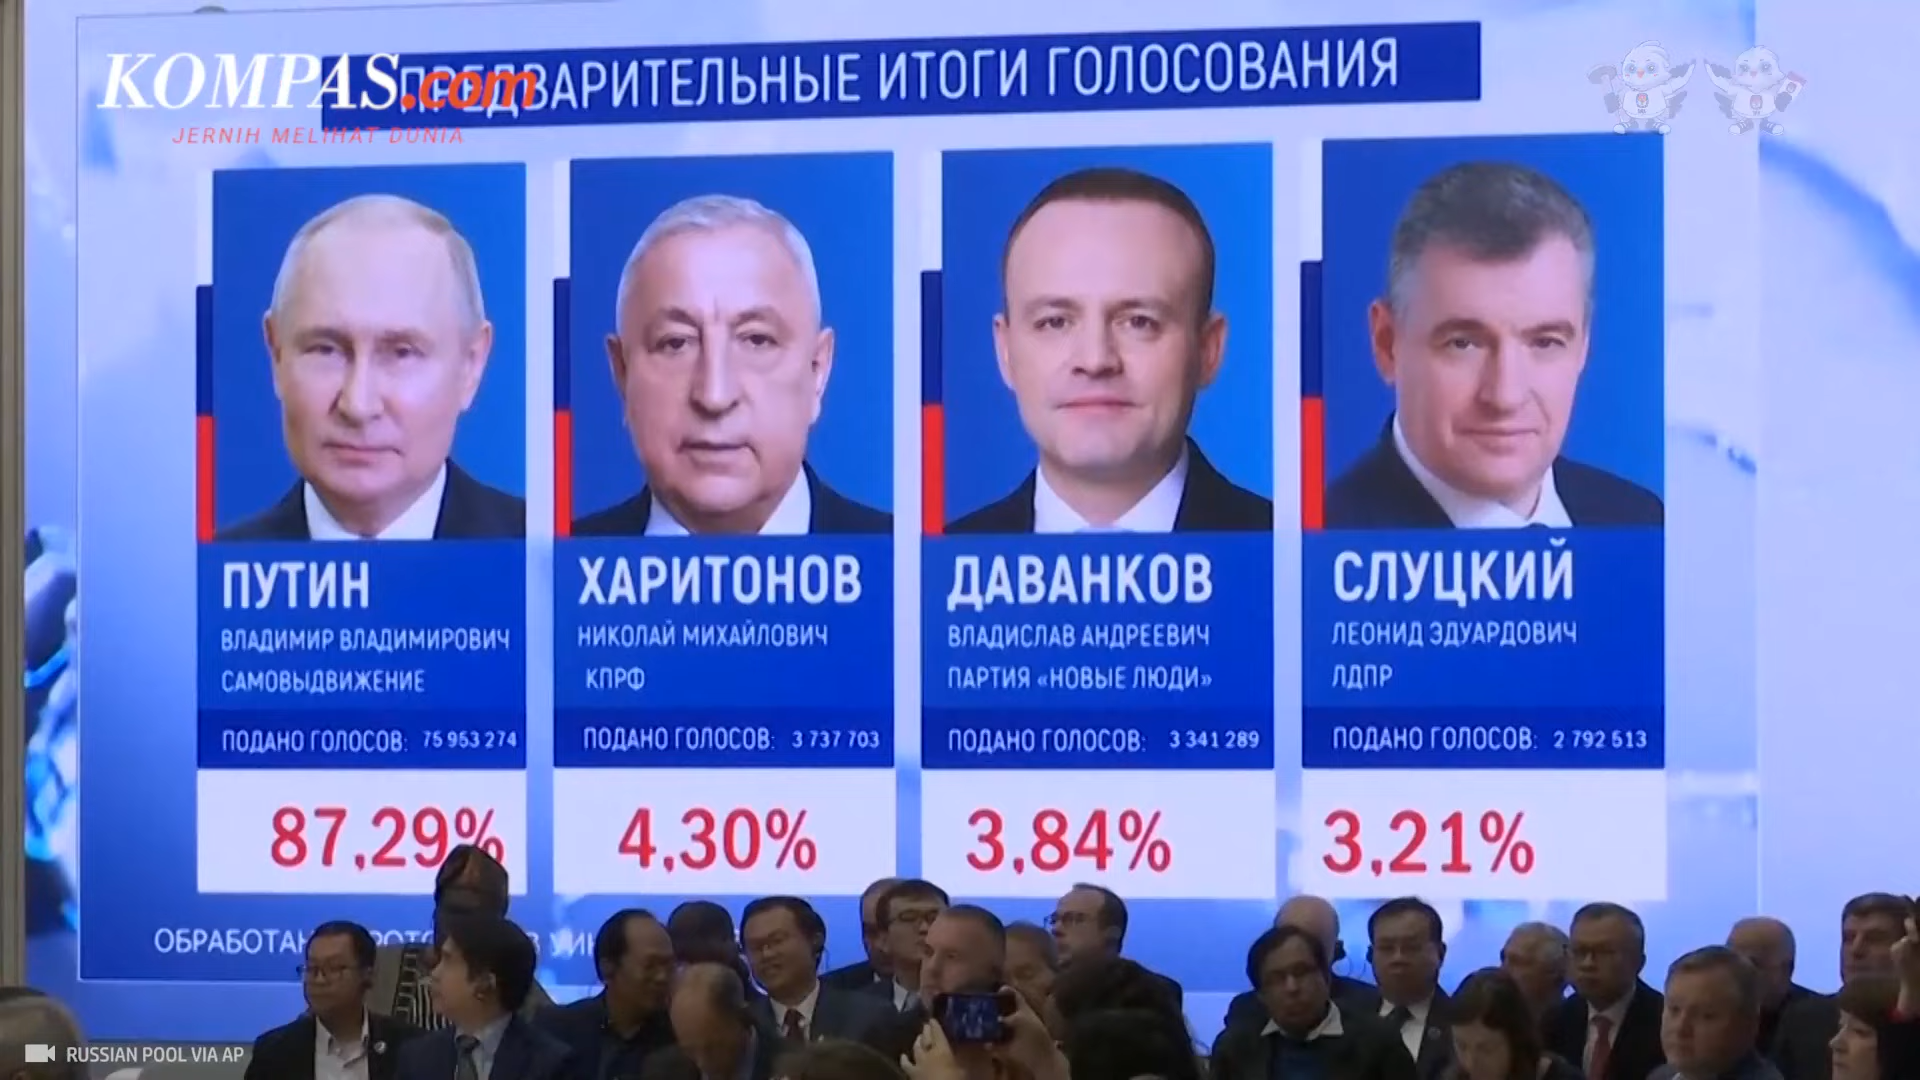 KOMPAS.com
JERNIH MELIHAT DUNIA
ПРЕДВАРИТЕЛЬНЫЕ ИТОГИ ГОЛОСОВАНИЯ
ПУТИН
ВЛАДИМИР ВЛАДИМИРОВИЧ
САМОВЫДВИЖЕНИЕ
ПОДАНО ГОЛОСОВ: 75 953 274
87,29%
ХАРИТОНОВ
НИКОЛАЙ МИХАЙЛОВИЧ
КПРФ
ПОДАНО ГОЛОСОВ: 3 737 703
4,30%
ДАВАНКОВ
ВЛАДИСЛАВ АНДРЕЕВИЧ
ПАРТИЯ «НОВЫЕ ЛЮДИ»
ПОДАНО ГОЛОСОВ: 3 341 289
3,84%
СЛУЦКИЙ
ЛЕОНИД ЭДУАРДОВИЧ
ЛДПР
ПОДАНО ГОЛОСОВ: 2 792 513
3,21%
RUSSIAN POOL VIA AP